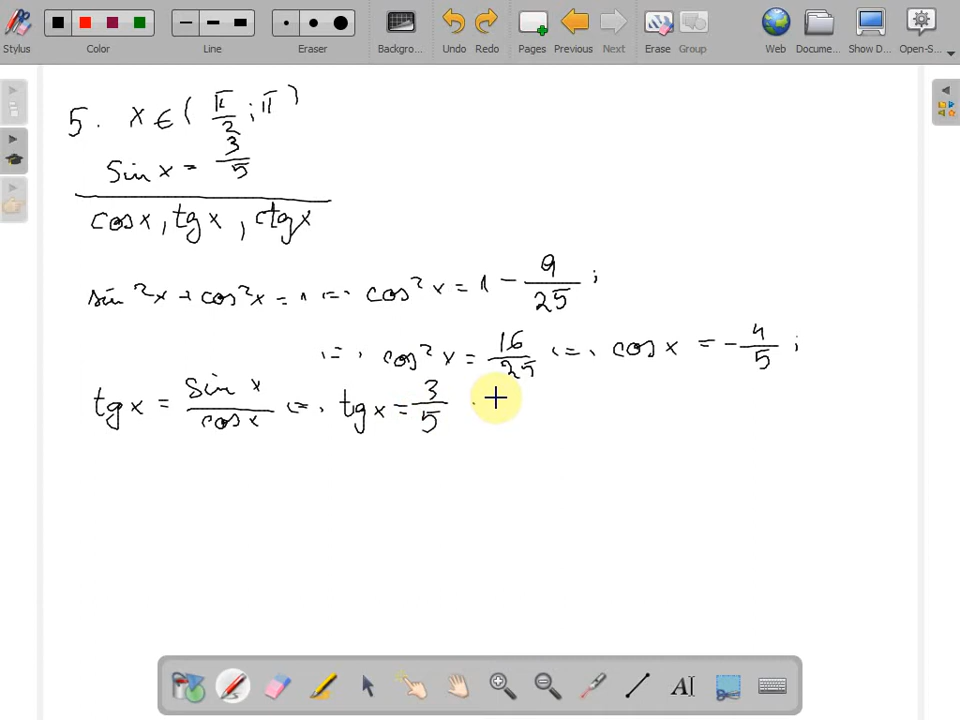 Stylus Color Line Eraser Backgro... Undo Redo Pages Previous Next Erase Group Web Docume... Show D... Open-S...
5. x ∈ ( π/2 ; π )
sin x = 3/5
cos x , tg x , ctg x
sin²x + cos²x = 1 => cos²x = 1 - 9/25 ;
=> cos²x = 16/25 => cos x = - 4/5 ;
tg x = sin x / cos x => tg x = 3/5 ·